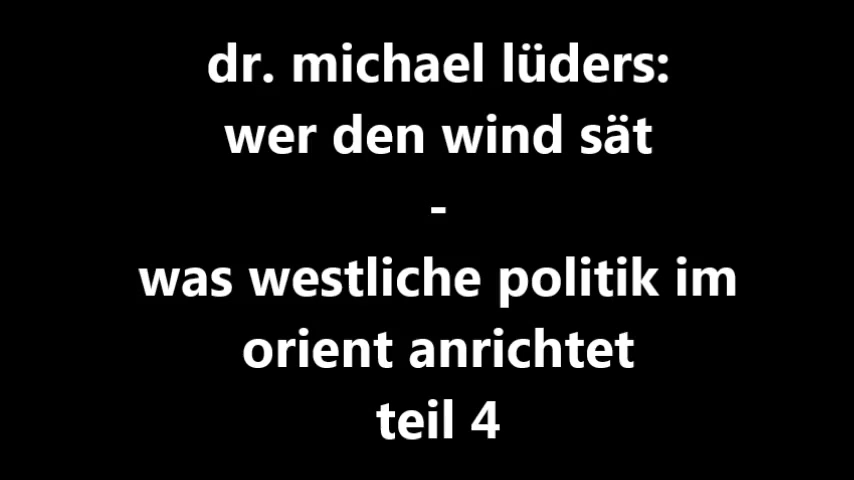 dr. michael lüders:
wer den wind sät
-
was westliche politik im
orient anrichtet
teil 4